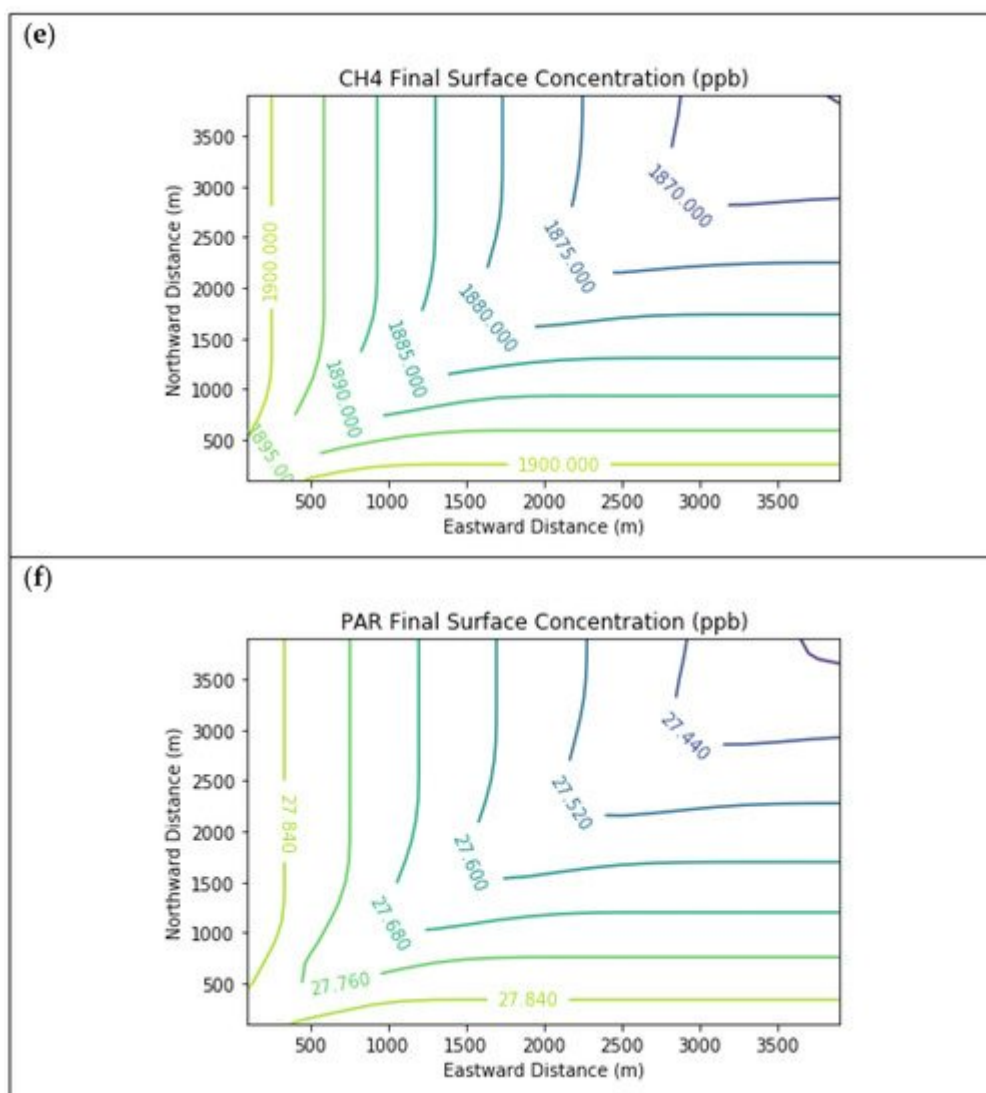 (e)
CH4 Final Surface Concentration (ppb)
Northward Distance (m)
3500
3000
2500
2000
1500
1000
500
1900.000
1895.00
1890.000
1885.000
1880.000
1875.000
1870.000
1900.000
500 1000 1500 2000 2500 3000 3500
Eastward Distance (m)
(f)
PAR Final Surface Concentration (ppb)
Northward Distance (m)
3500
3000
2500
2000
1500
1000
500
27.840
27.760
27.680
27.600
27.520
27.440
27.840
500 1000 1500 2000 2500 3000 3500
Eastward Distance (m)